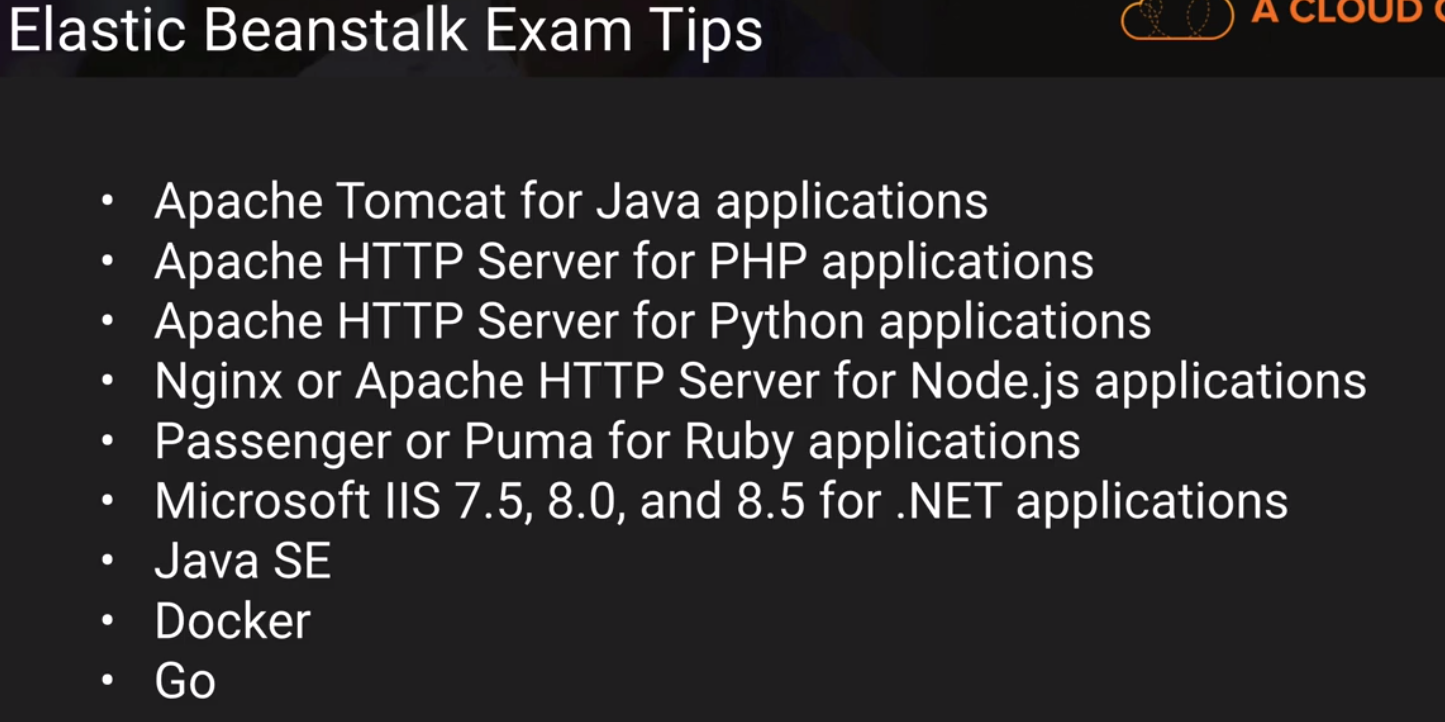 Elastic Beanstalk Exam Tips
A CLOUD
• Apache Tomcat for Java applications
• Apache HTTP Server for PHP applications
• Apache HTTP Server for Python applications
• Nginx or Apache HTTP Server for Node.js applications
• Passenger or Puma for Ruby applications
• Microsoft IIS 7.5, 8.0, and 8.5 for .NET applications
• Java SE
• Docker
• Go